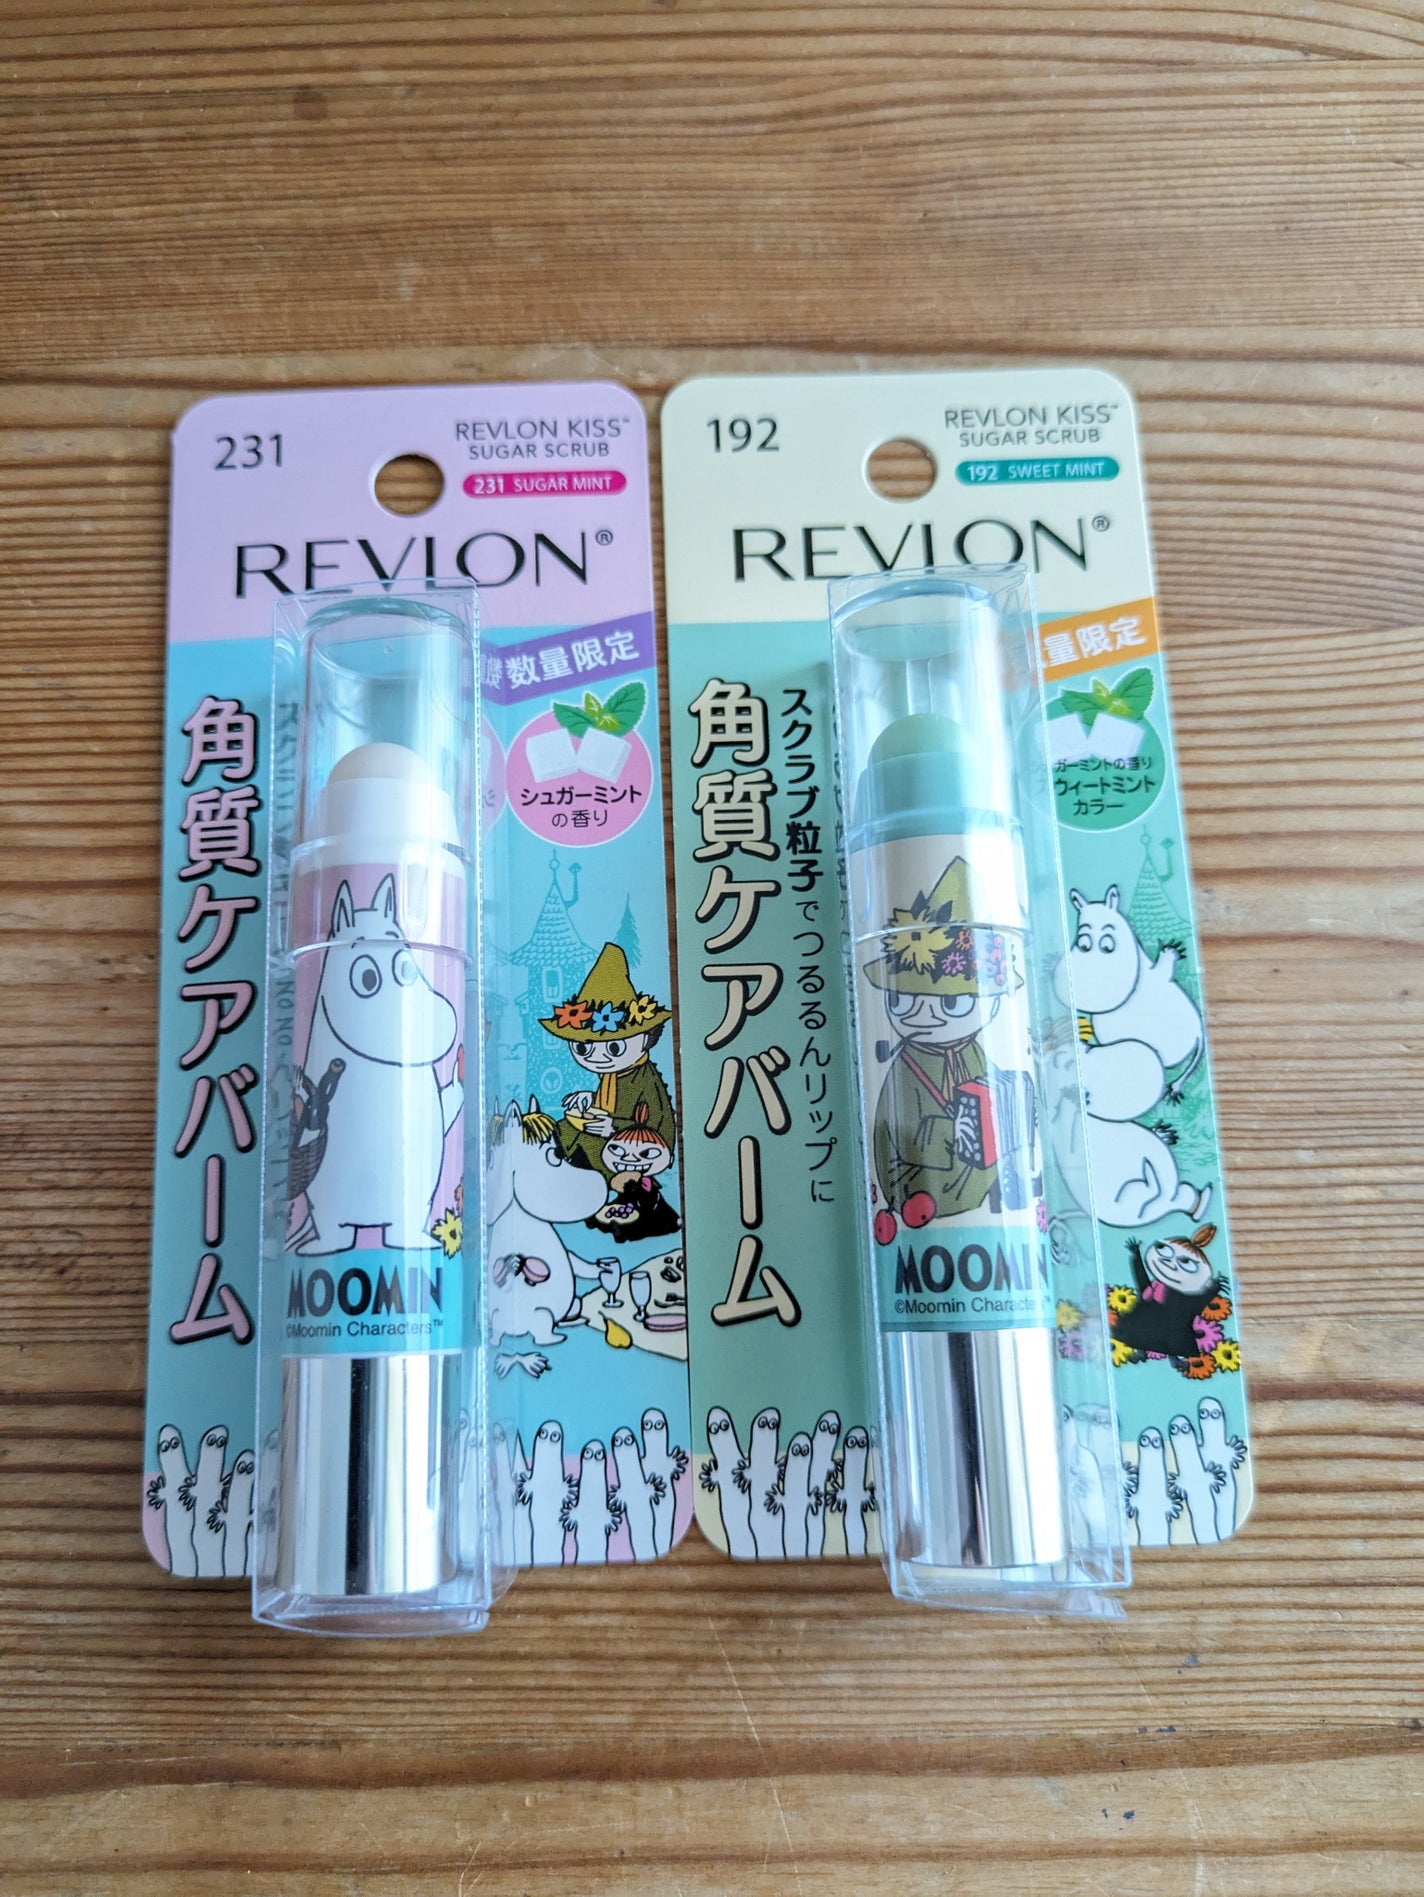 231
REVLON KISS™
SUGAR SCRUB
231 SUGAR MINT
REVLON®
数量限定
角質ケアバーム
シュガーミント
の香り
MOOMIN
©Moomin Characters™
192
REVLON KISS™
SUGAR SCRUB
192 SWEET MINT
REVLON®
量限定
角質ケアバーム
スクラブ粒子でつるるんリップに
ガーミントの香り
ウィートミント
カラー
MOOMIN
©Moomin Characters™